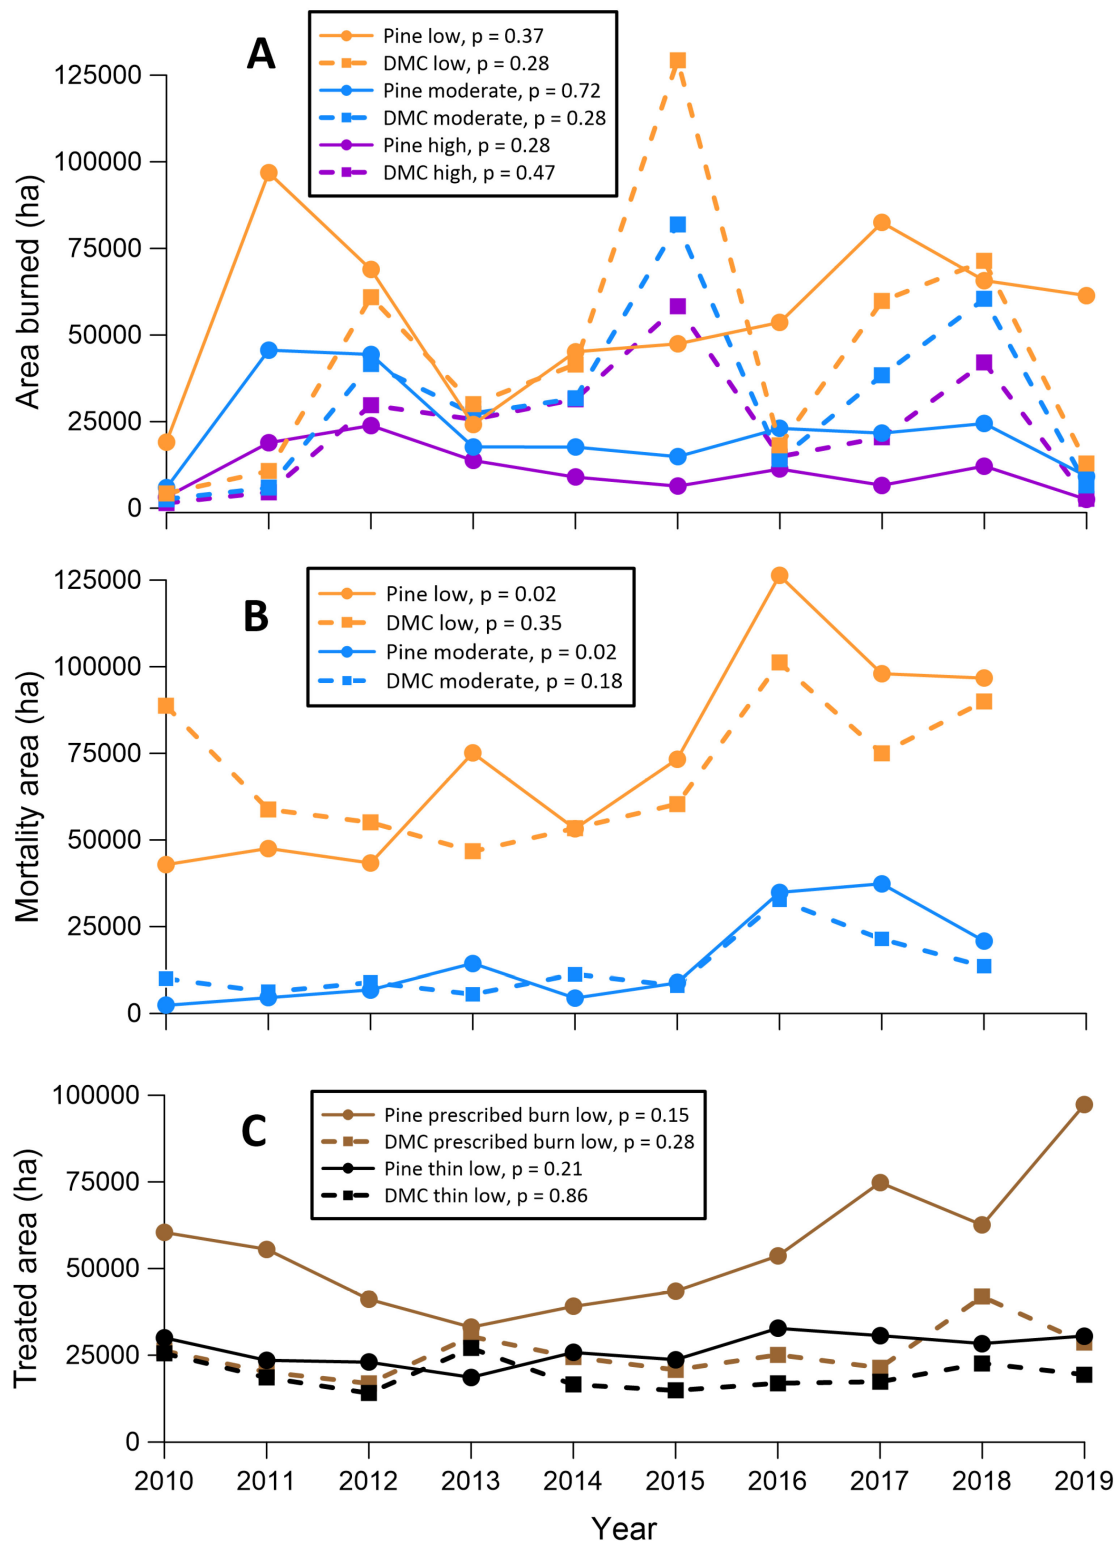 A
Pine low, p = 0.37
DMC low, p = 0.28
Pine moderate, p = 0.72
DMC moderate, p = 0.28
Pine high, p = 0.28
DMC high, p = 0.47
125000
100000
75000
50000
25000
0
Area burned (ha)
B
Pine low, p = 0.02
DMC low, p = 0.35
Pine moderate, p = 0.02
DMC moderate, p = 0.18
125000
100000
75000
50000
25000
0
Mortality area (ha)
C
Pine prescribed burn low, p = 0.15
DMC prescribed burn low, p = 0.28
Pine thin low, p = 0.21
DMC thin low, p = 0.86
100000
75000
50000
25000
0
Treated area (ha)
2010 2011 2012 2013 2014 2015 2016 2017 2018 2019
Year